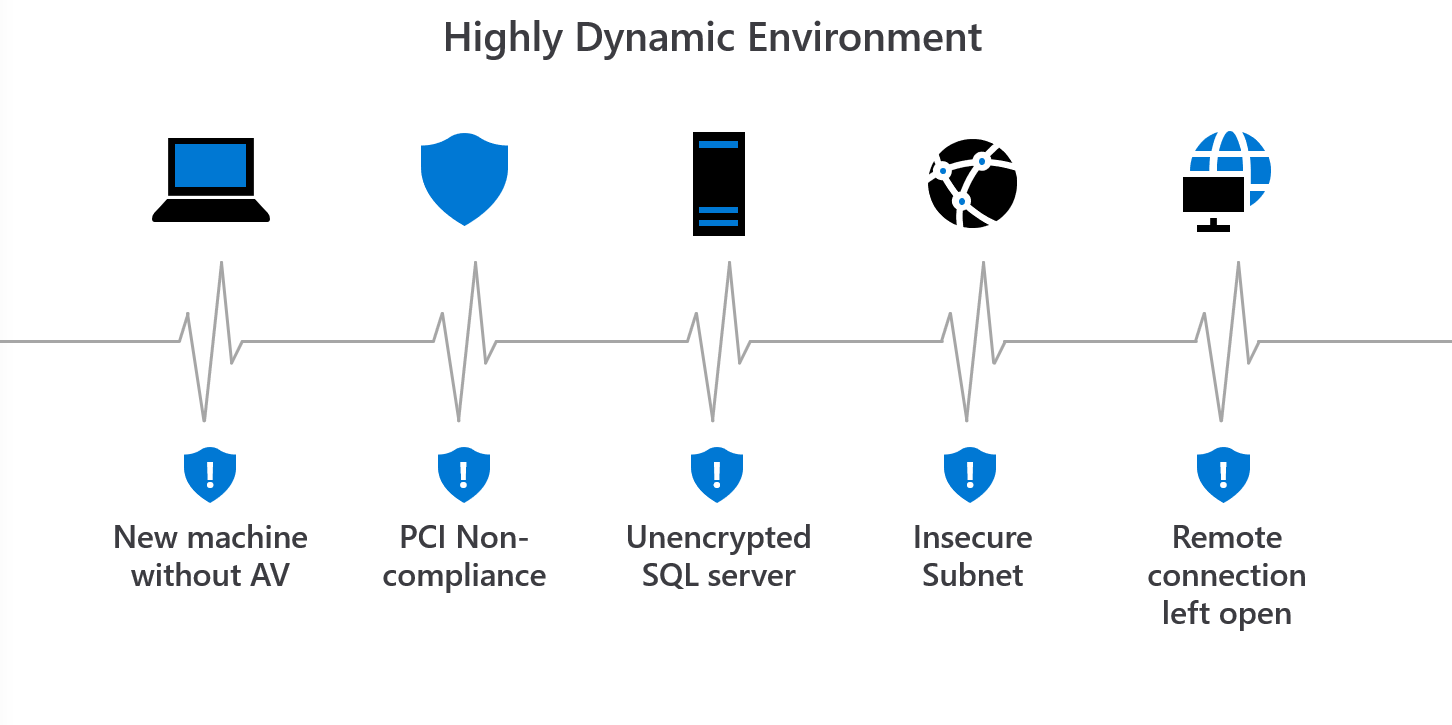 Highly Dynamic Environment
New machine
without AV
PCI Non-
compliance
Unencrypted
SQL server
Insecure
Subnet
Remote
connection
left open